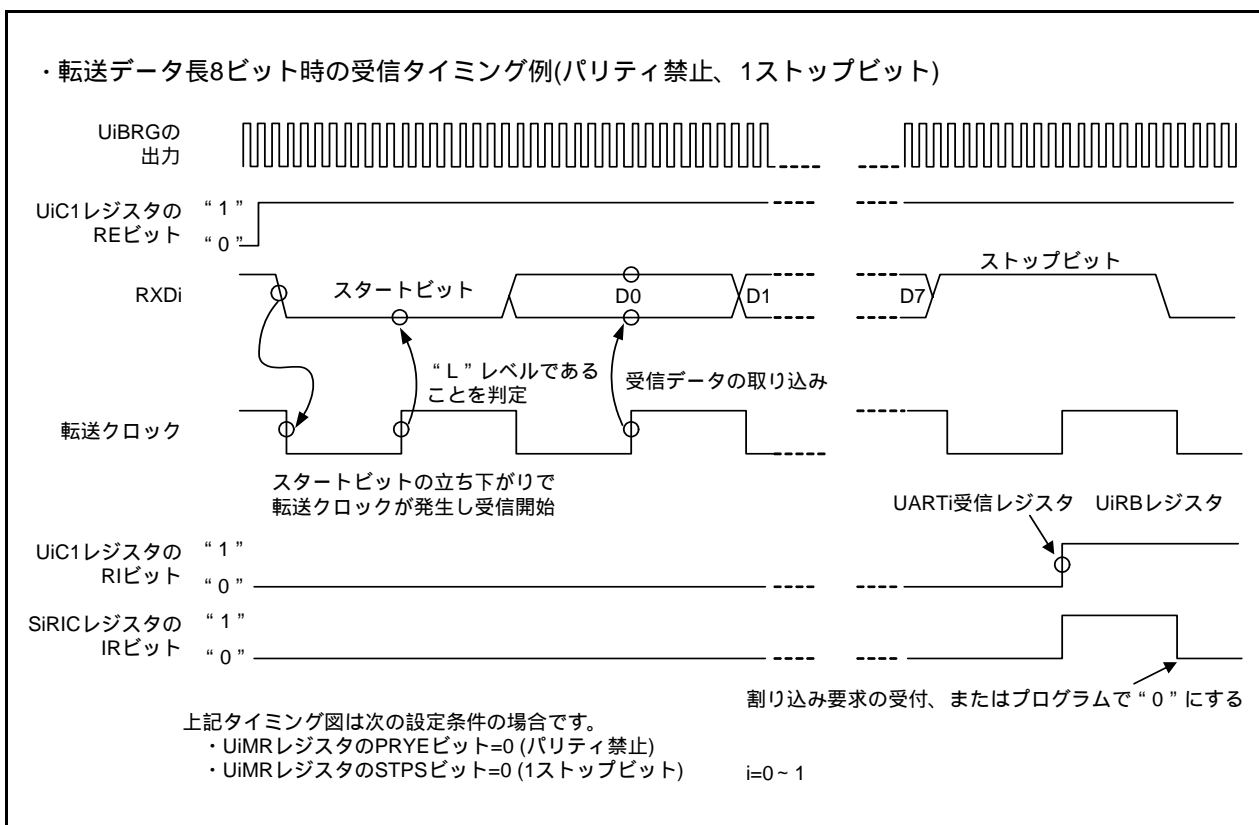 ・転送データ長8ビット時の受信タイミング例(パリティ禁止、1ストップビット)
UiBRGの
出力
UiC1レジスタの
REビット
“1”
“0”
RXDi
スタートビット
D0
D1
D7
ストップビット
“L”レベルである
ことを判定
受信データの取り込み
転送クロック
スタートビットの立ち下がりで
転送クロックが発生し受信開始
UARTi受信レジスタ UiRBレジスタ
UiC1レジスタの
RIビット
“1”
“0”
SiRICレジスタの
IRビット
“1”
“0”
割り込み要求の受付、またはプログラムで“0”にする
上記タイミング図は次の設定条件の場合です。
・UiMRレジスタのPRYEビット=0 (パリティ禁止)
・UiMRレジスタのSTPSビット=0 (1ストップビット)
i=0~1